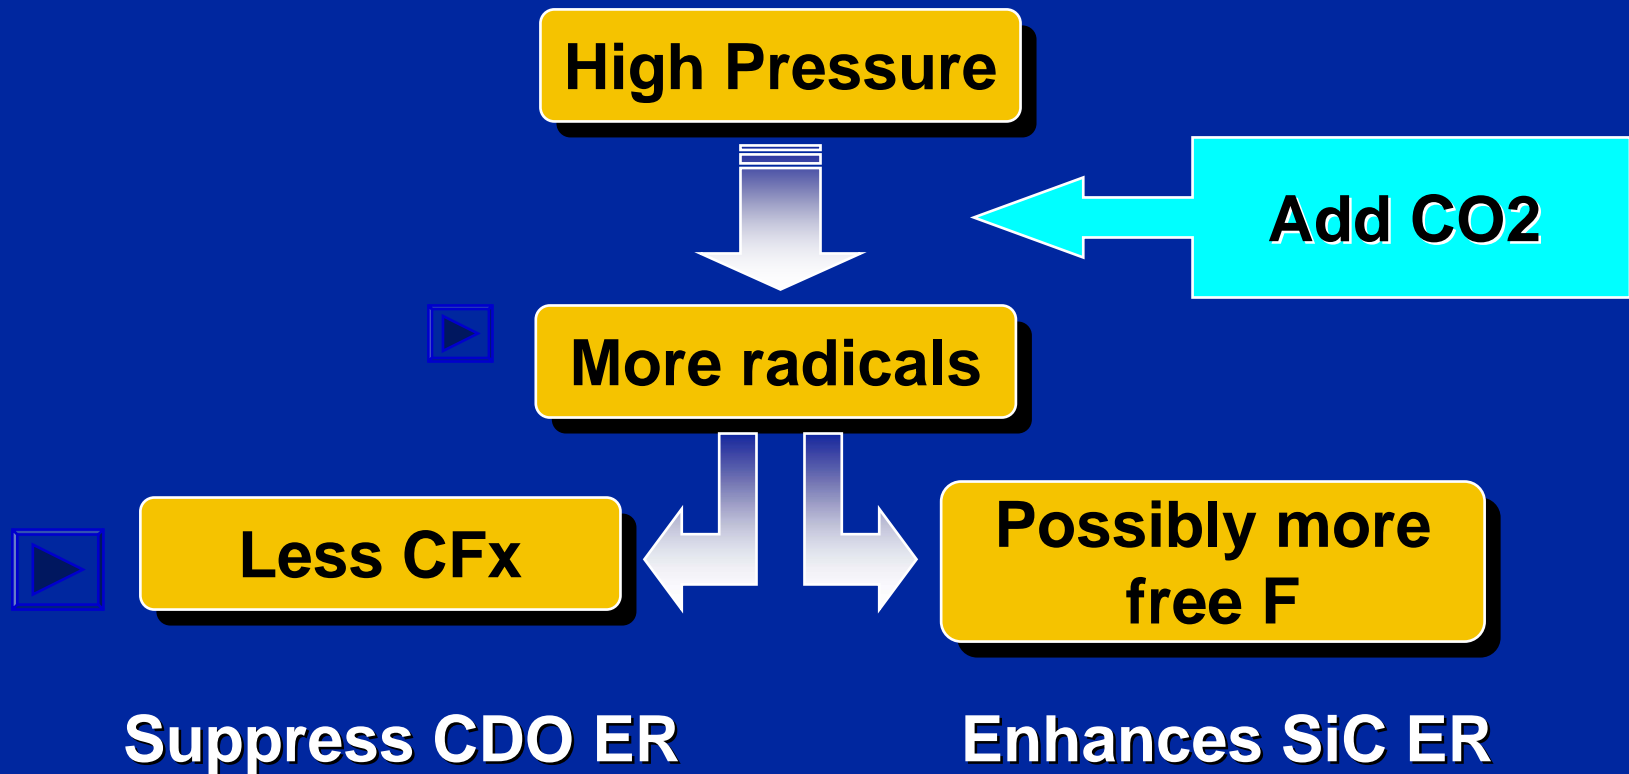 High Pressure
Add CO2
More radicals
Less CFx
Possibly more
free F
Suppress CDO ER
Enhances SiC ER